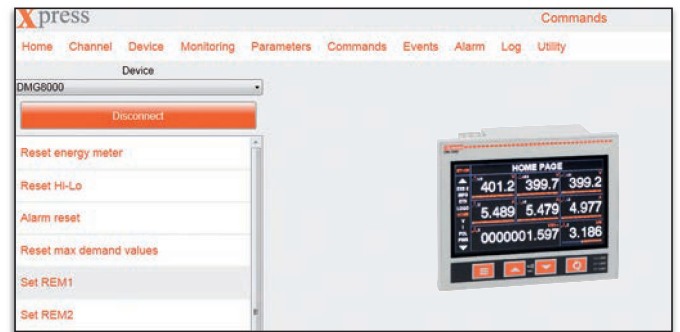 Xpress
Commands
Home Channel Device Monitoring Parameters Commands Events Alarm Log Utility
Device
DMG8000
Disconnect
Reset energy meter
Reset Hi-Lo
Alarm reset
Reset max demand values
Set REM1
Set REM2
HOME PAGE
401.2 399.7 399.2
5.489 5.479 4.977
0000001.597 3.186